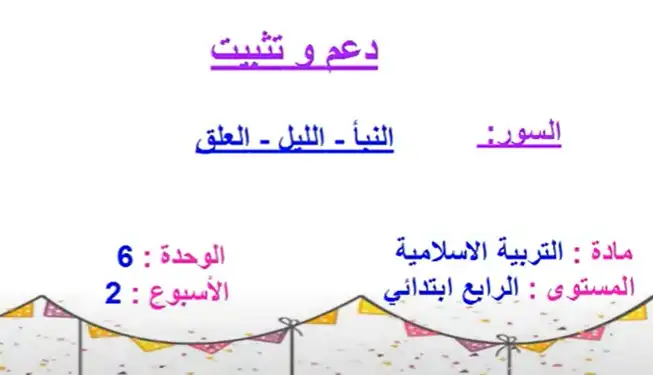 دعم و تثبيت
السور: النبأ - الليل - العلق
مادة : التربية الاسلامية
المستوى : الرابع ابتدائي
الوحدة : 6
الأسبوع : 2